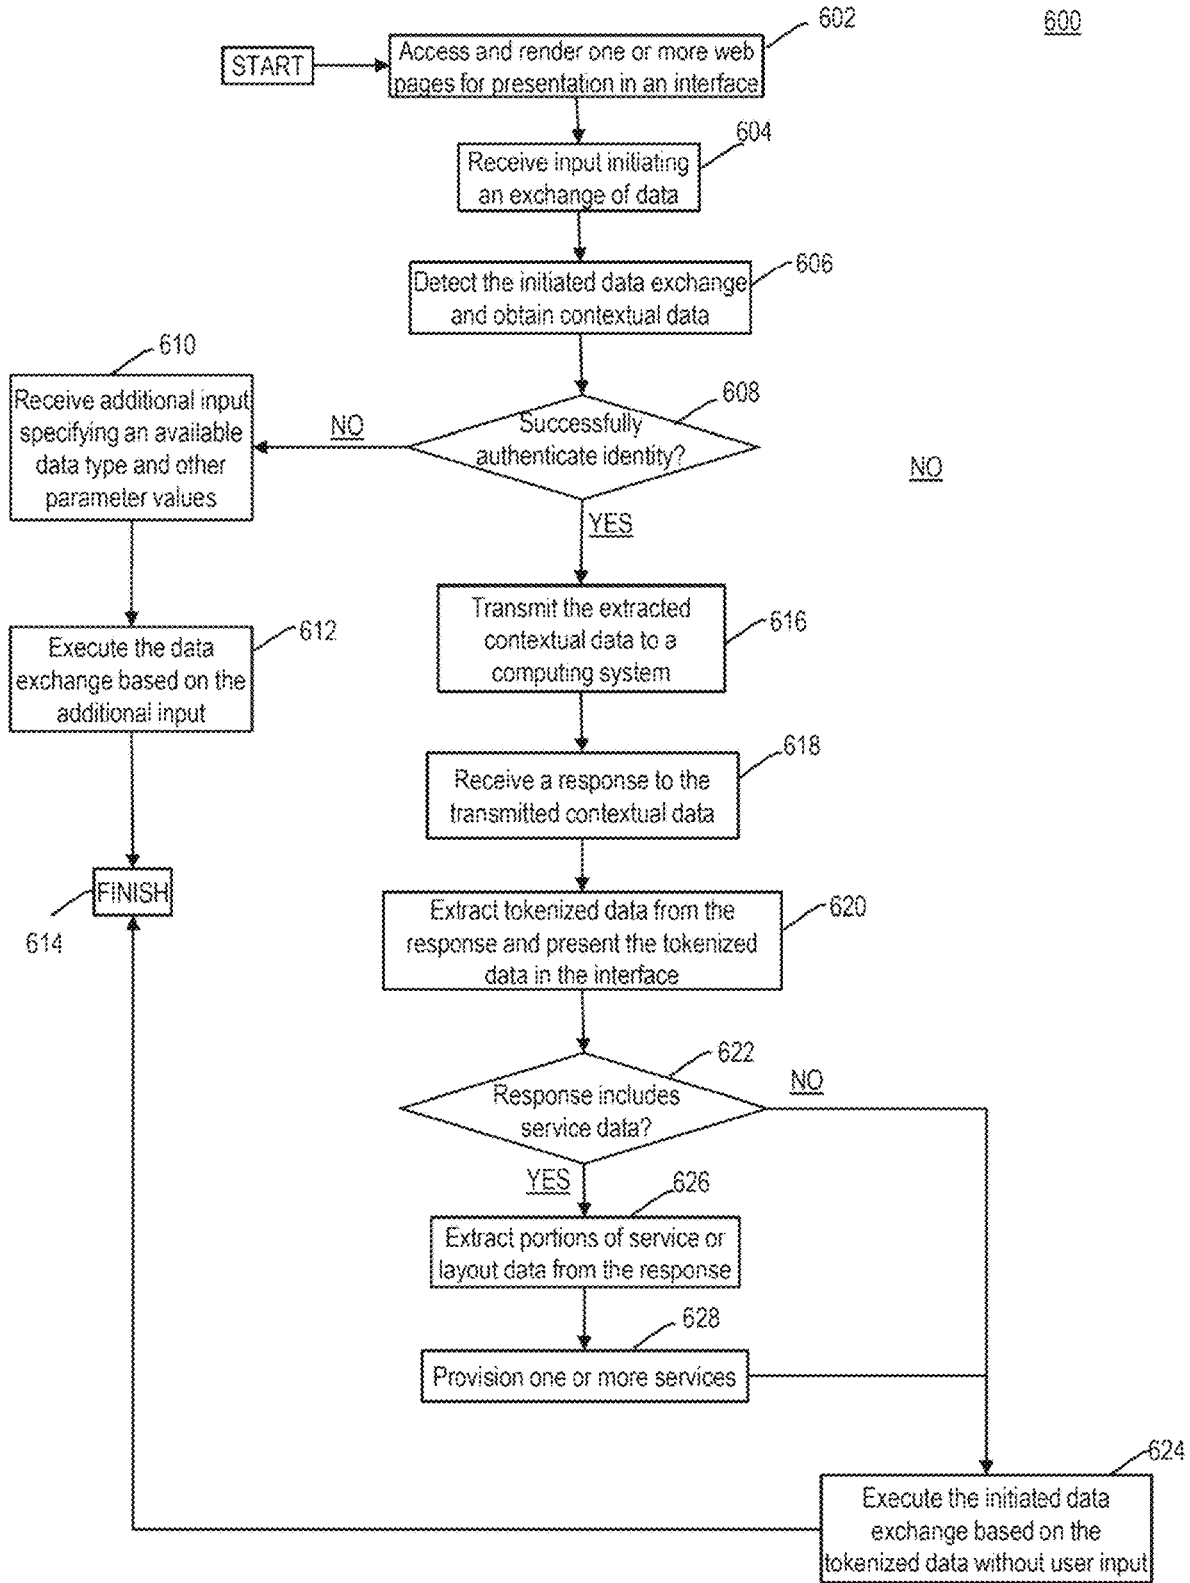 600
602
START
Access and render one or more web
pages for presentation in an interface
604
Receive input initiating
an exchange of data
606
Detect the initiated data exchange
and obtain contextual data
610
Receive additional input
specifying an available
data type and other
parameter values
NO
608
Successfully
authenticate identity?
NO
YES
612
Execute the data
exchange based on the
additional input
616
Transmit the extracted
contextual data to a
computing system
618
Receive a response to the
transmitted contextual data
FINISH
614
620
Extract tokenized data from the
response and present the tokenized
data in the interface
622
Response includes
service data?
NO
YES
626
Extract portions of service or
layout data from the response
628
Provision one or more services
624
Execute the initiated data
exchange based on the
tokenized data without user input